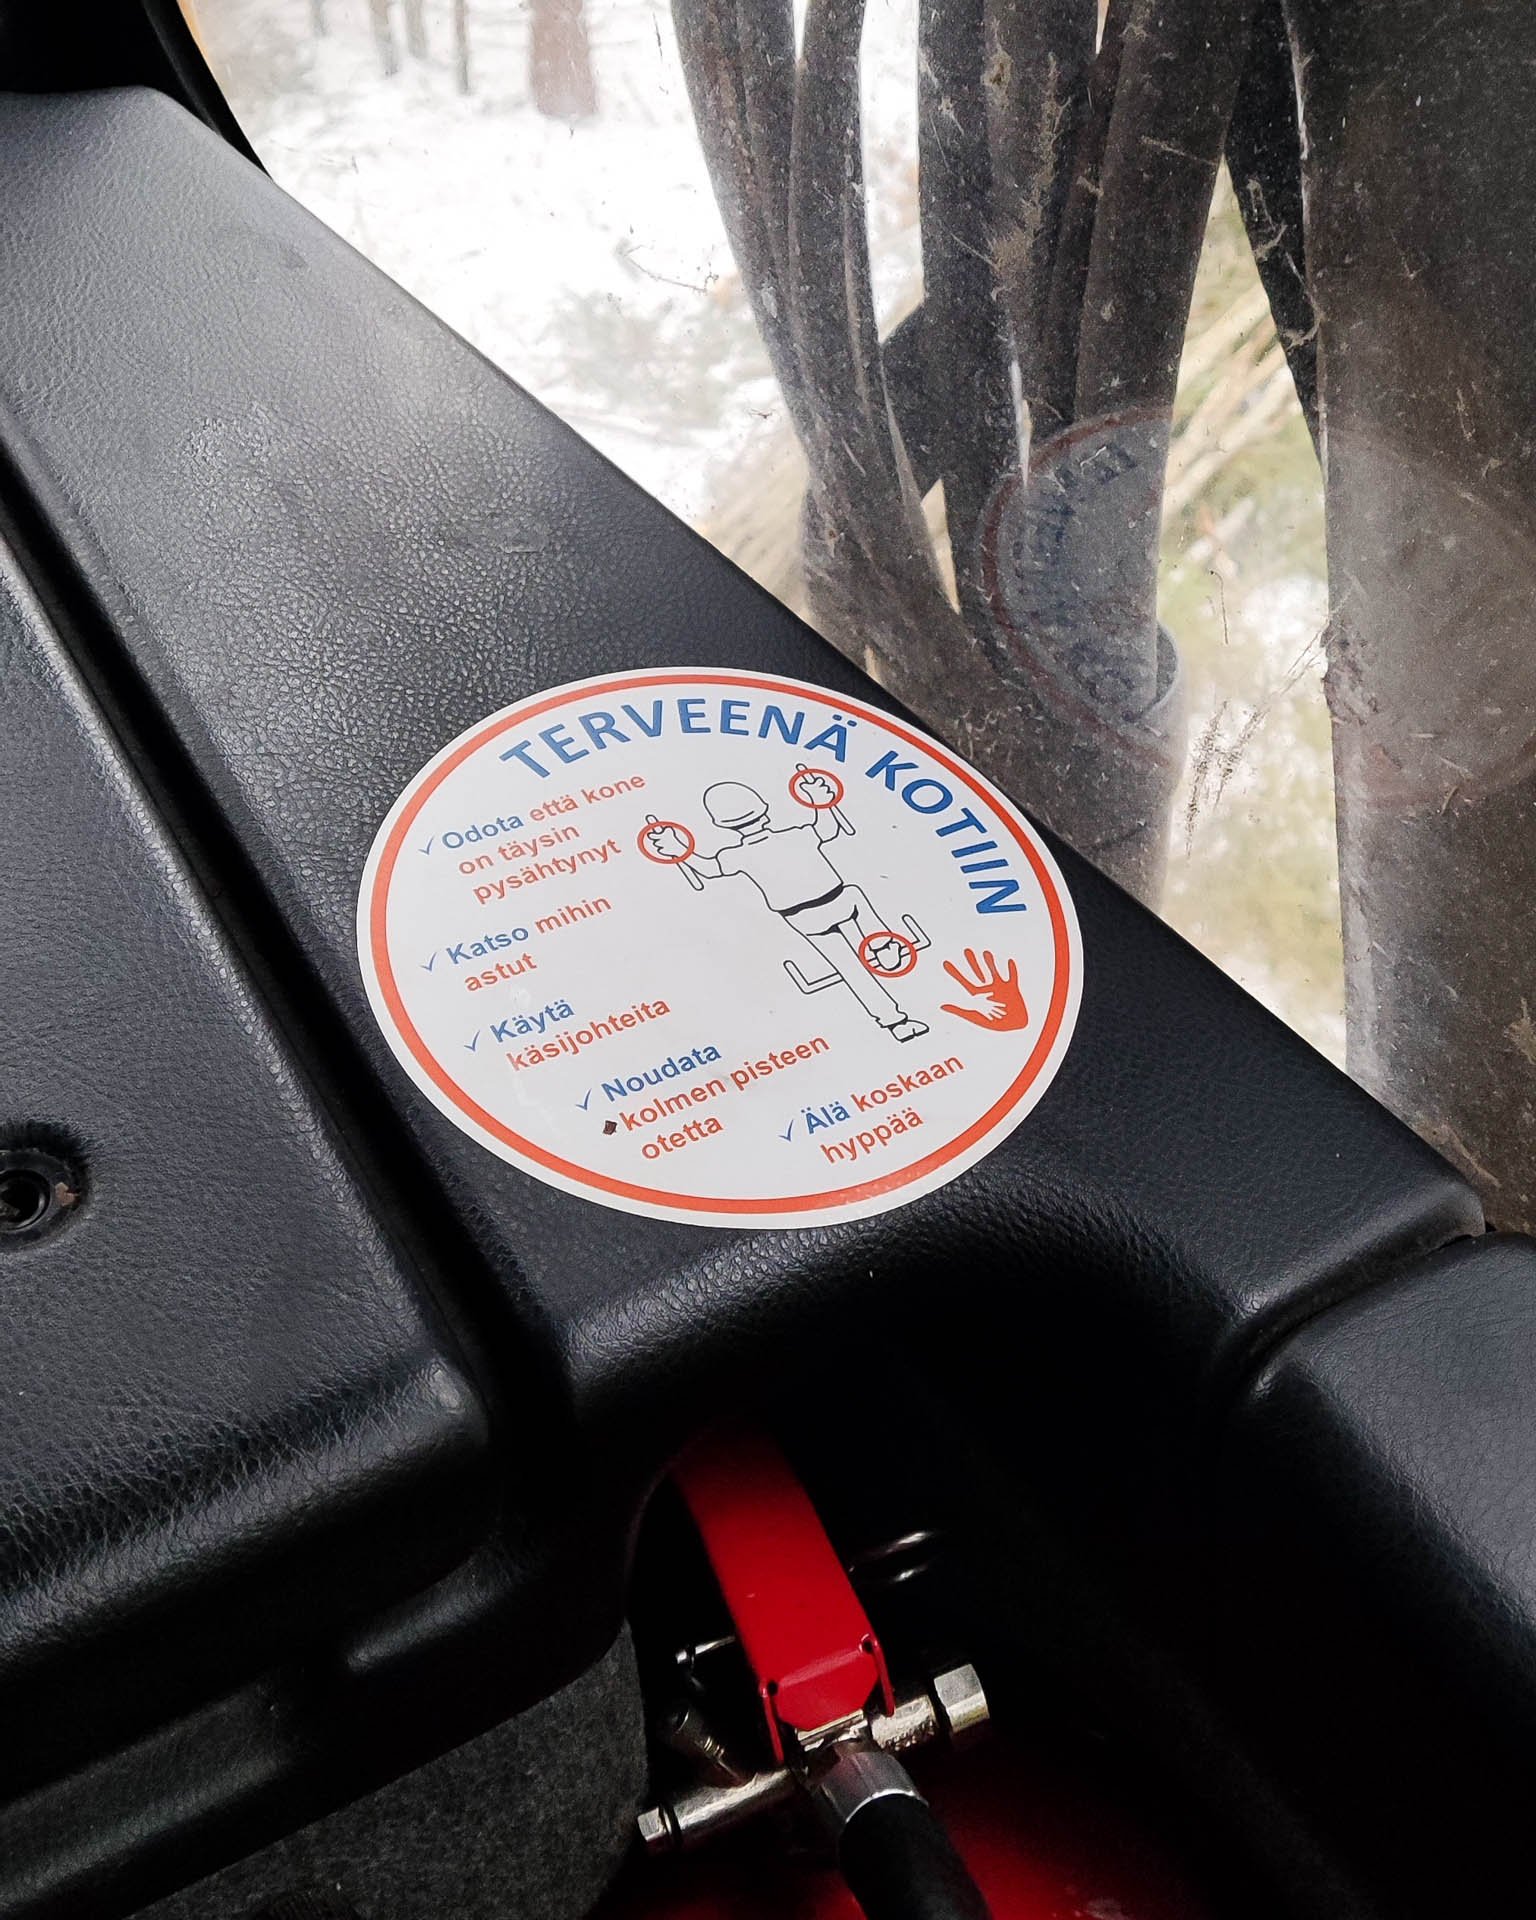 TERVEENÄ KOTIIN
✓ Odota että kone
on täysin
pysähtynyt
✓ Katso mihin
astut
✓ Käytä
käsijohteita
✓ Noudata
kolmen pisteen
otetta
✓ Älä koskaan
hyppää